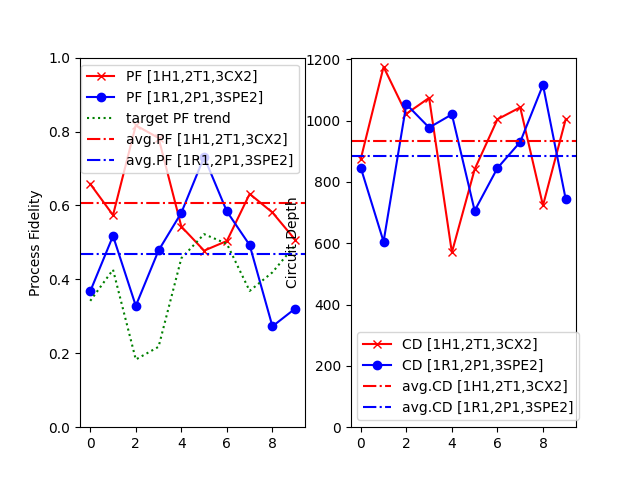 Process Fidelity
1.0
0.8
0.6
0.4
0.2
0.0
0 2 4 6 8
PF [1H1,2T1,3CX2]
PF [1R1,2P1,3SPE2]
target PF trend
avg.PF [1H1,2T1,3CX2]
avg.PF [1R1,2P1,3SPE2]
Circuit Depth
1200
1000
800
600
400
200
0
0 2 4 6 8
CD [1H1,2T1,3CX2]
CD [1R1,2P1,3SPE2]
avg.CD [1H1,2T1,3CX2]
avg.CD [1R1,2P1,3SPE2]